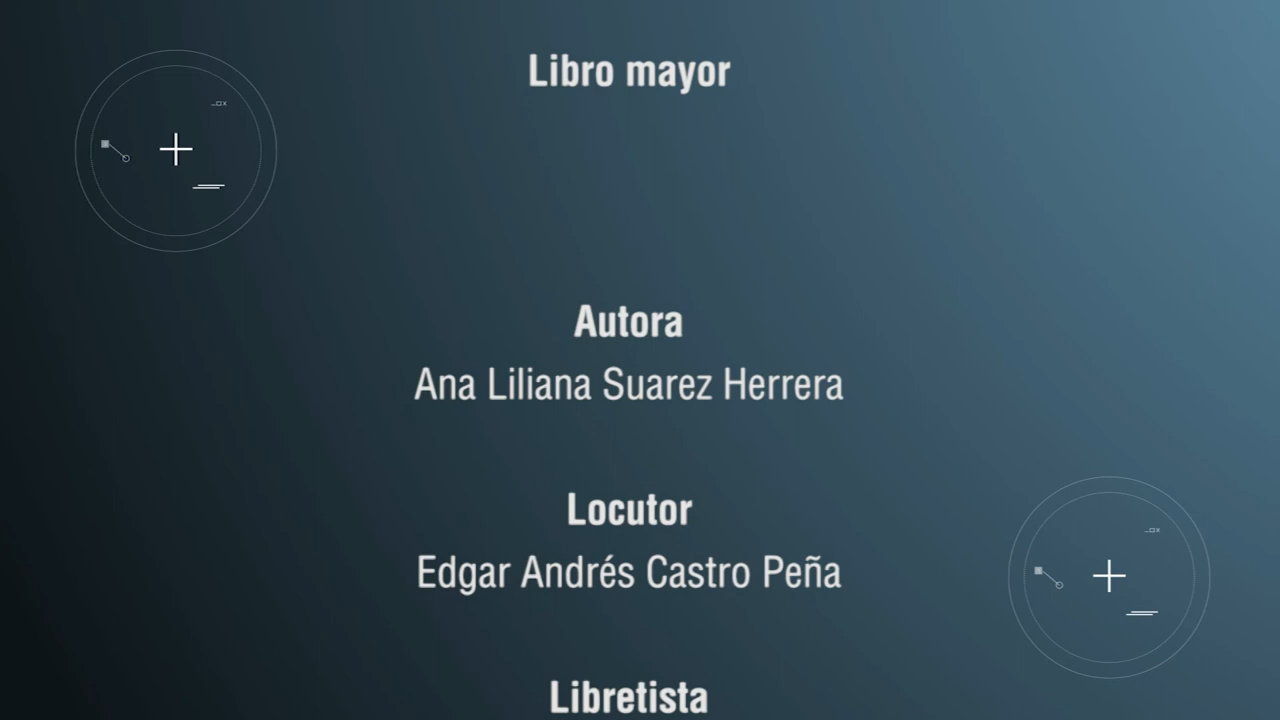 Libro mayor
Autora
Ana Liliana Suarez Herrera
Locutor
Edgar Andrés Castro Peña
Libretista